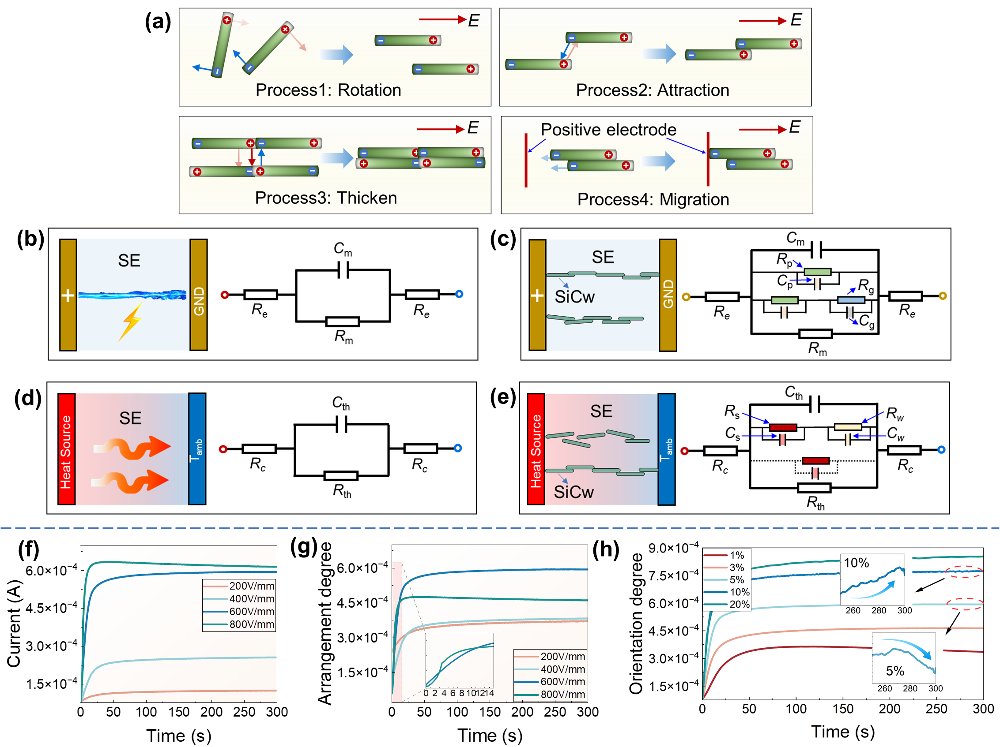 (a)
E
Process1: Rotation
E
Process2: Attraction
E
Process3: Thicken
Positive electrode
E
Process4: Migration
(b)
+
SE
GND
Cm
Re
Re
Rm
(c)
+
SE
SiCw
GND
Cm
Rp
Cp
Rg
Cg
Re
Re
Rm
(d)
Heat Source
SE
Tamb
Cth
Rc
Rc
Rth
(e)
Heat Source
SE
SiCw
Tamb
Cth
Rs
Cs
Rw
Cw
Rc
Rc
Rth
(f)
Current (A)
6.0×10⁻⁴
4.5×10⁻⁴
3.0×10⁻⁴
1.5×10⁻⁴
200V/mm
400V/mm
600V/mm
800V/mm
0 50 100 150 200 250 300
Time (s)
(g)
Arrangement degree
6.0×10⁻⁴
4.5×10⁻⁴
3.0×10⁻⁴
1.5×10⁻⁴
0 2 4 6 8 10 12 14
200V/mm
400V/mm
600V/mm
800V/mm
0 50 100 150 200 250 300
Time (s)
(h)
Orientation degree
9.0×10⁻⁴
7.5×10⁻⁴
6.0×10⁻⁴
4.5×10⁻⁴
3.0×10⁻⁴
1.5×10⁻⁴
1%
3%
5%
10%
20%
10%
260 280 300
5%
260 280 300
0 50 100 150 200 250 300
Time (s)